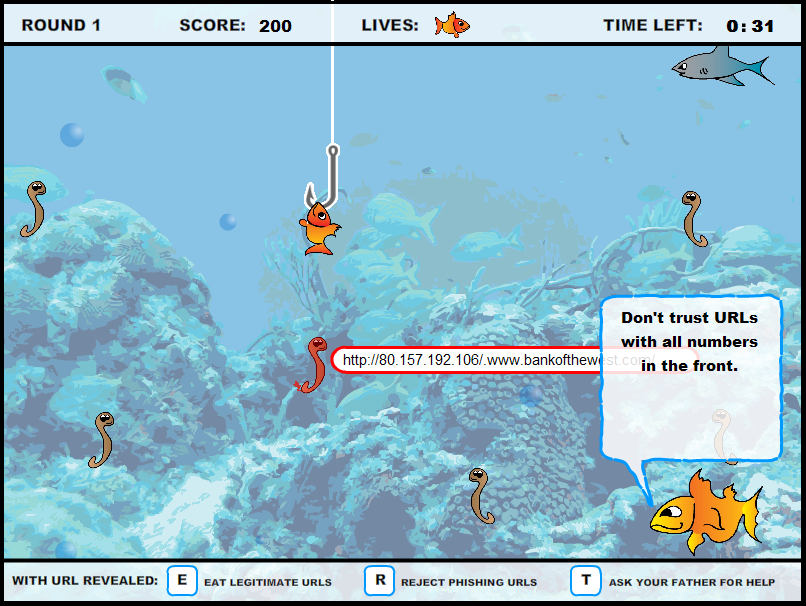 ROUND 1 SCORE: 200 LIVES: TIME LEFT: 0:31
Don't trust URLs
with all numbers
in the front.
http://80.157.192.106/.www.bankofthewest.com/
WITH URL REVEALED: E EAT LEGITIMATE URLS R REJECT PHISHING URLS T ASK YOUR FATHER FOR HELP